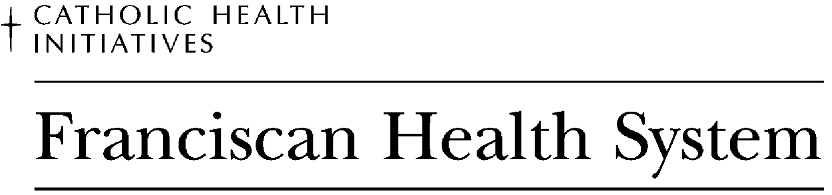 CATHOLIC HEALTH
INITIATIVES
Franciscan Health System